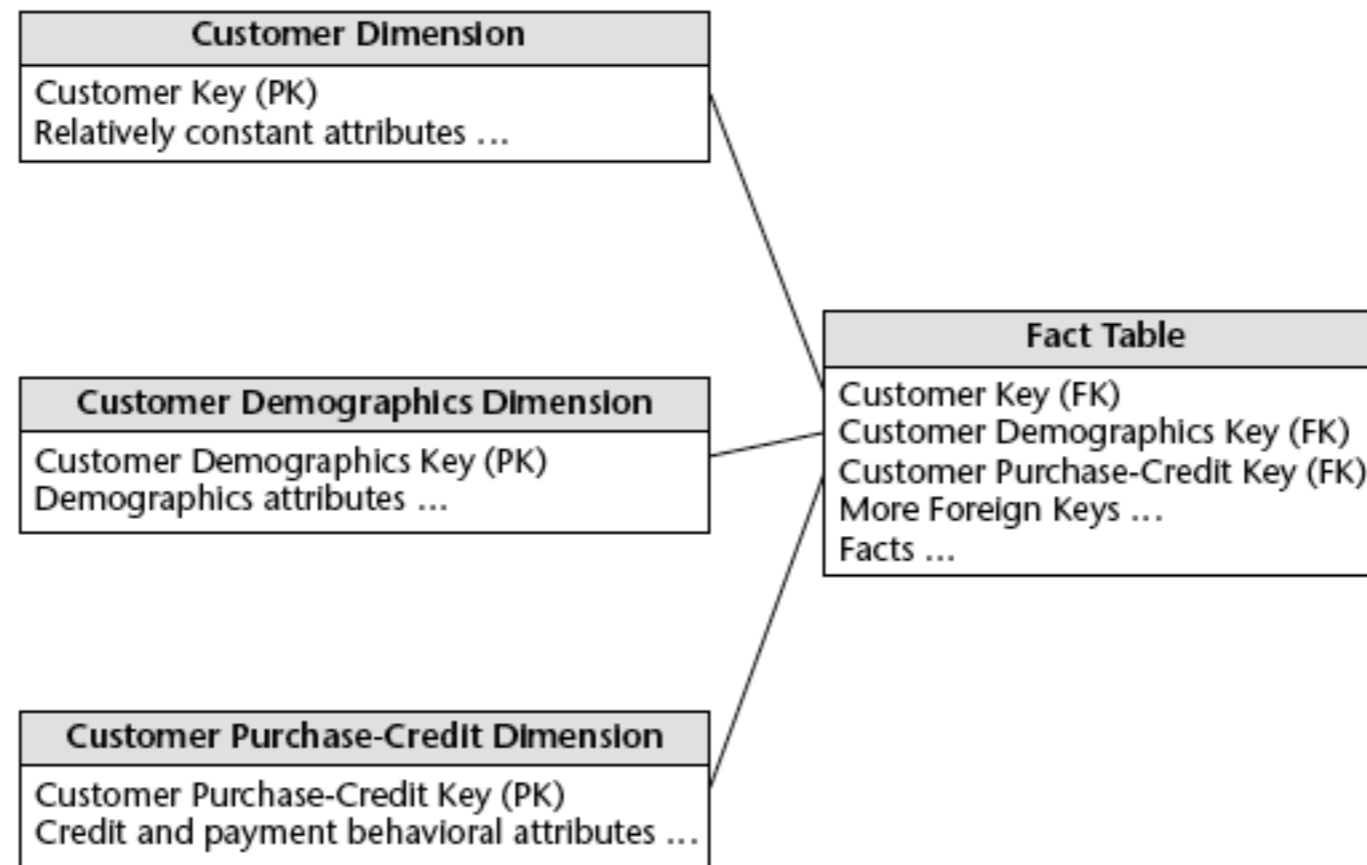 Customer Dimension
Customer Key (PK)
Relatively constant attributes ...
Customer Demographics Dimension
Customer Demographics Key (PK)
Demographics attributes ...
Customer Purchase-Credit Dimension
Customer Purchase-Credit Key (PK)
Credit and payment behavioral attributes ...
Fact Table
Customer Key (FK)
Customer Demographics Key (FK)
Customer Purchase-Credit Key (FK)
More Foreign Keys ...
Facts ...